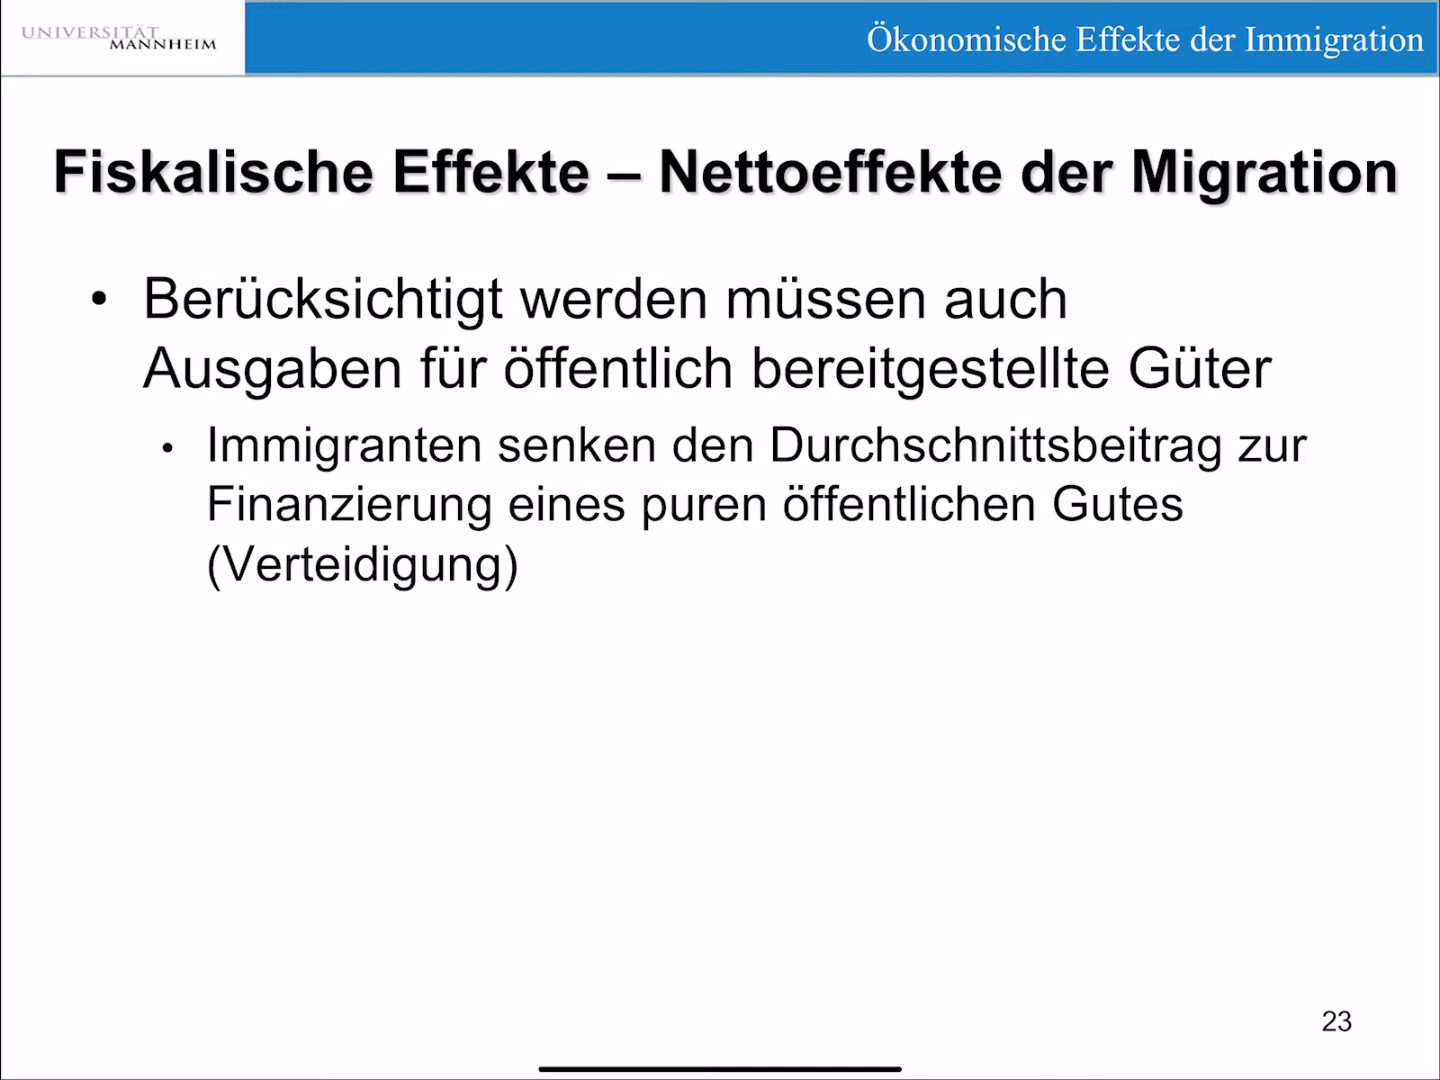 UNIVERSITÄT
MANNHEIM
Ökonomische Effekte der Immigration
Fiskalische Effekte – Nettoeffekte der Migration
• Berücksichtigt werden müssen auch
Ausgaben für öffentlich bereitgestellte Güter
• Immigranten senken den Durchschnittsbeitrag zur
Finanzierung eines puren öffentlichen Gutes
(Verteidigung)
23